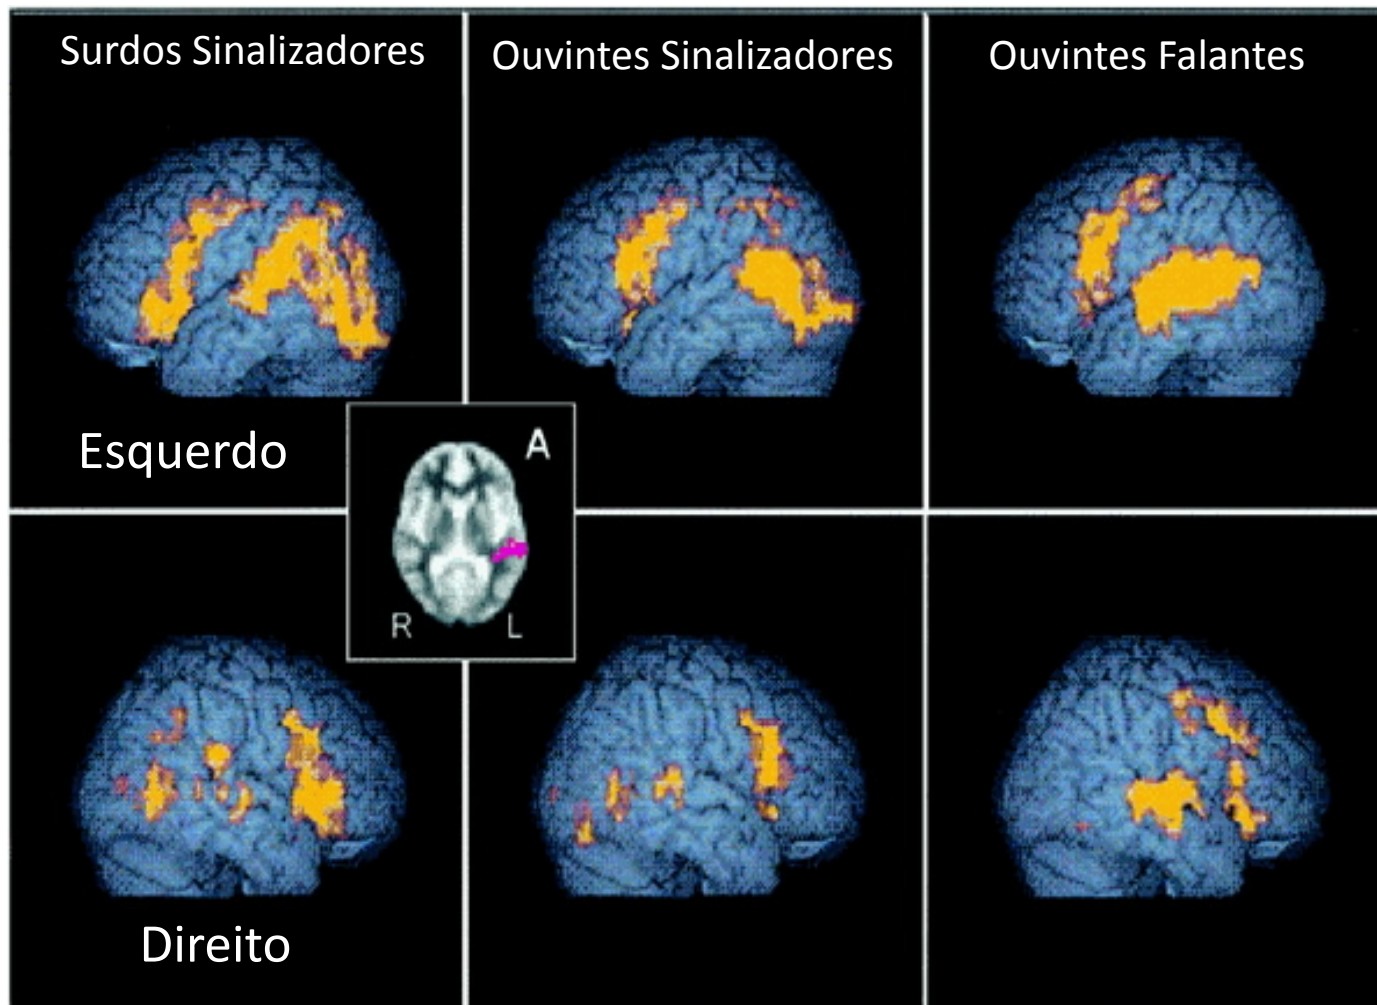 Surdos Sinalizadores
Ouvintes Sinalizadores
Ouvintes Falantes
Esquerdo
A
R
L
Direito